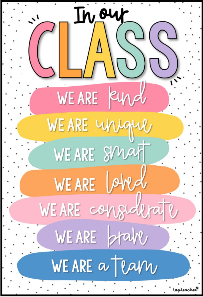 In our
CLASS
WE ARE kind
WE ARE unique
WE ARE smart
WE ARE loved
WE ARE considerate
WE ARE brave
WE ARE a team